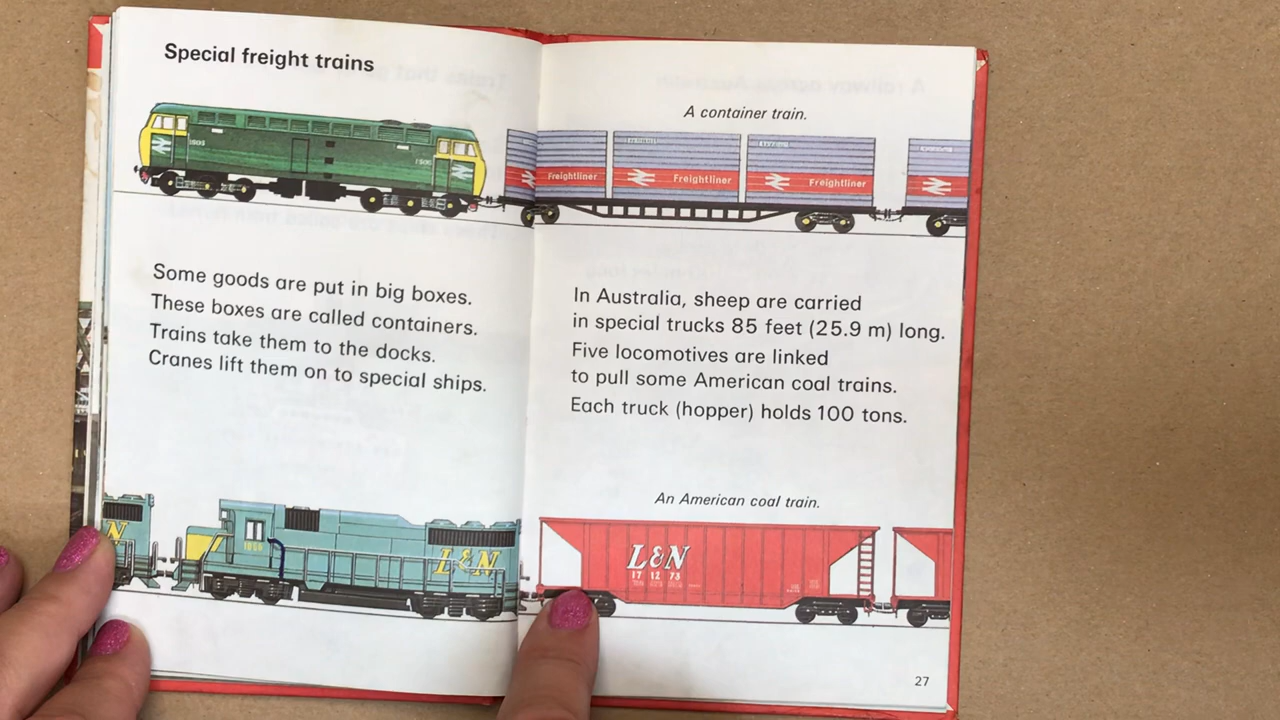 Special freight trains
A container train.
Freightliner
Freightliner
Freightliner
Some goods are put in big boxes.
These boxes are called containers.
Trains take them to the docks.
Cranes lift them on to special ships.
In Australia, sheep are carried
in special trucks 85 feet (25.9 m) long.
Five locomotives are linked
to pull some American coal trains.
Each truck (hopper) holds 100 tons.
An American coal train.
N
L&N
L&N
17 12 73
27